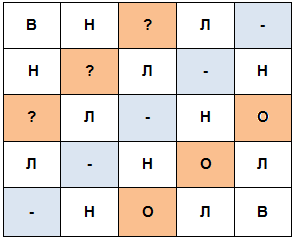 В Н ? Л -
Н ? Л - Н
? Л - Н О
Л - Н О Л
- Н О Л В